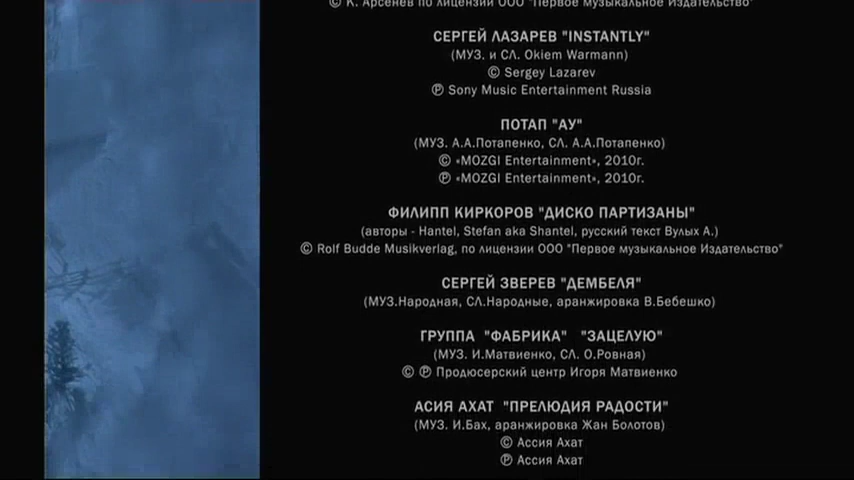 © К. Арсенев по лицензии ООО "Первое музыкальное Издательство"
СЕРГЕЙ ЛАЗАРЕВ "INSTANTLY"
(МУЗ. и СЛ. Okiem Warmann)
© Sergey Lazarev
℗ Sony Music Entertainment Russia
ПОТАП "АУ"
(МУЗ. А.А.Потапенко, СЛ. А.А.Потапенко)
© «MOZGI Entertainment», 2010г.
℗ «MOZGI Entertainment», 2010г.
ФИЛИПП КИРКОРОВ "ДИСКО ПАРТИЗАНЫ"
(авторы - Hantel, Stefan aka Shantel, русский текст Вулых А.)
© Rolf Budde Musikverlag, по лицензии ООО "Первое музыкальное Издательство"
СЕРГЕЙ ЗВЕРЕВ "ДЕМБЕЛЯ"
(МУЗ.Народная, СЛ.Народные, аранжировка В.Бебешко)
ГРУППА "ФАБРИКА" "ЗАЦЕЛУЮ"
(МУЗ. И.Матвиенко, СЛ. О.Ровная)
© ℗ Продюсерский центр Игоря Матвиенко
АСИЯ АХАТ "ПРЕЛЮДИЯ РАДОСТИ"
(МУЗ. И.Бах, аранжировка Жан Болотов)
© Ассия Ахат
℗ Ассия Ахат